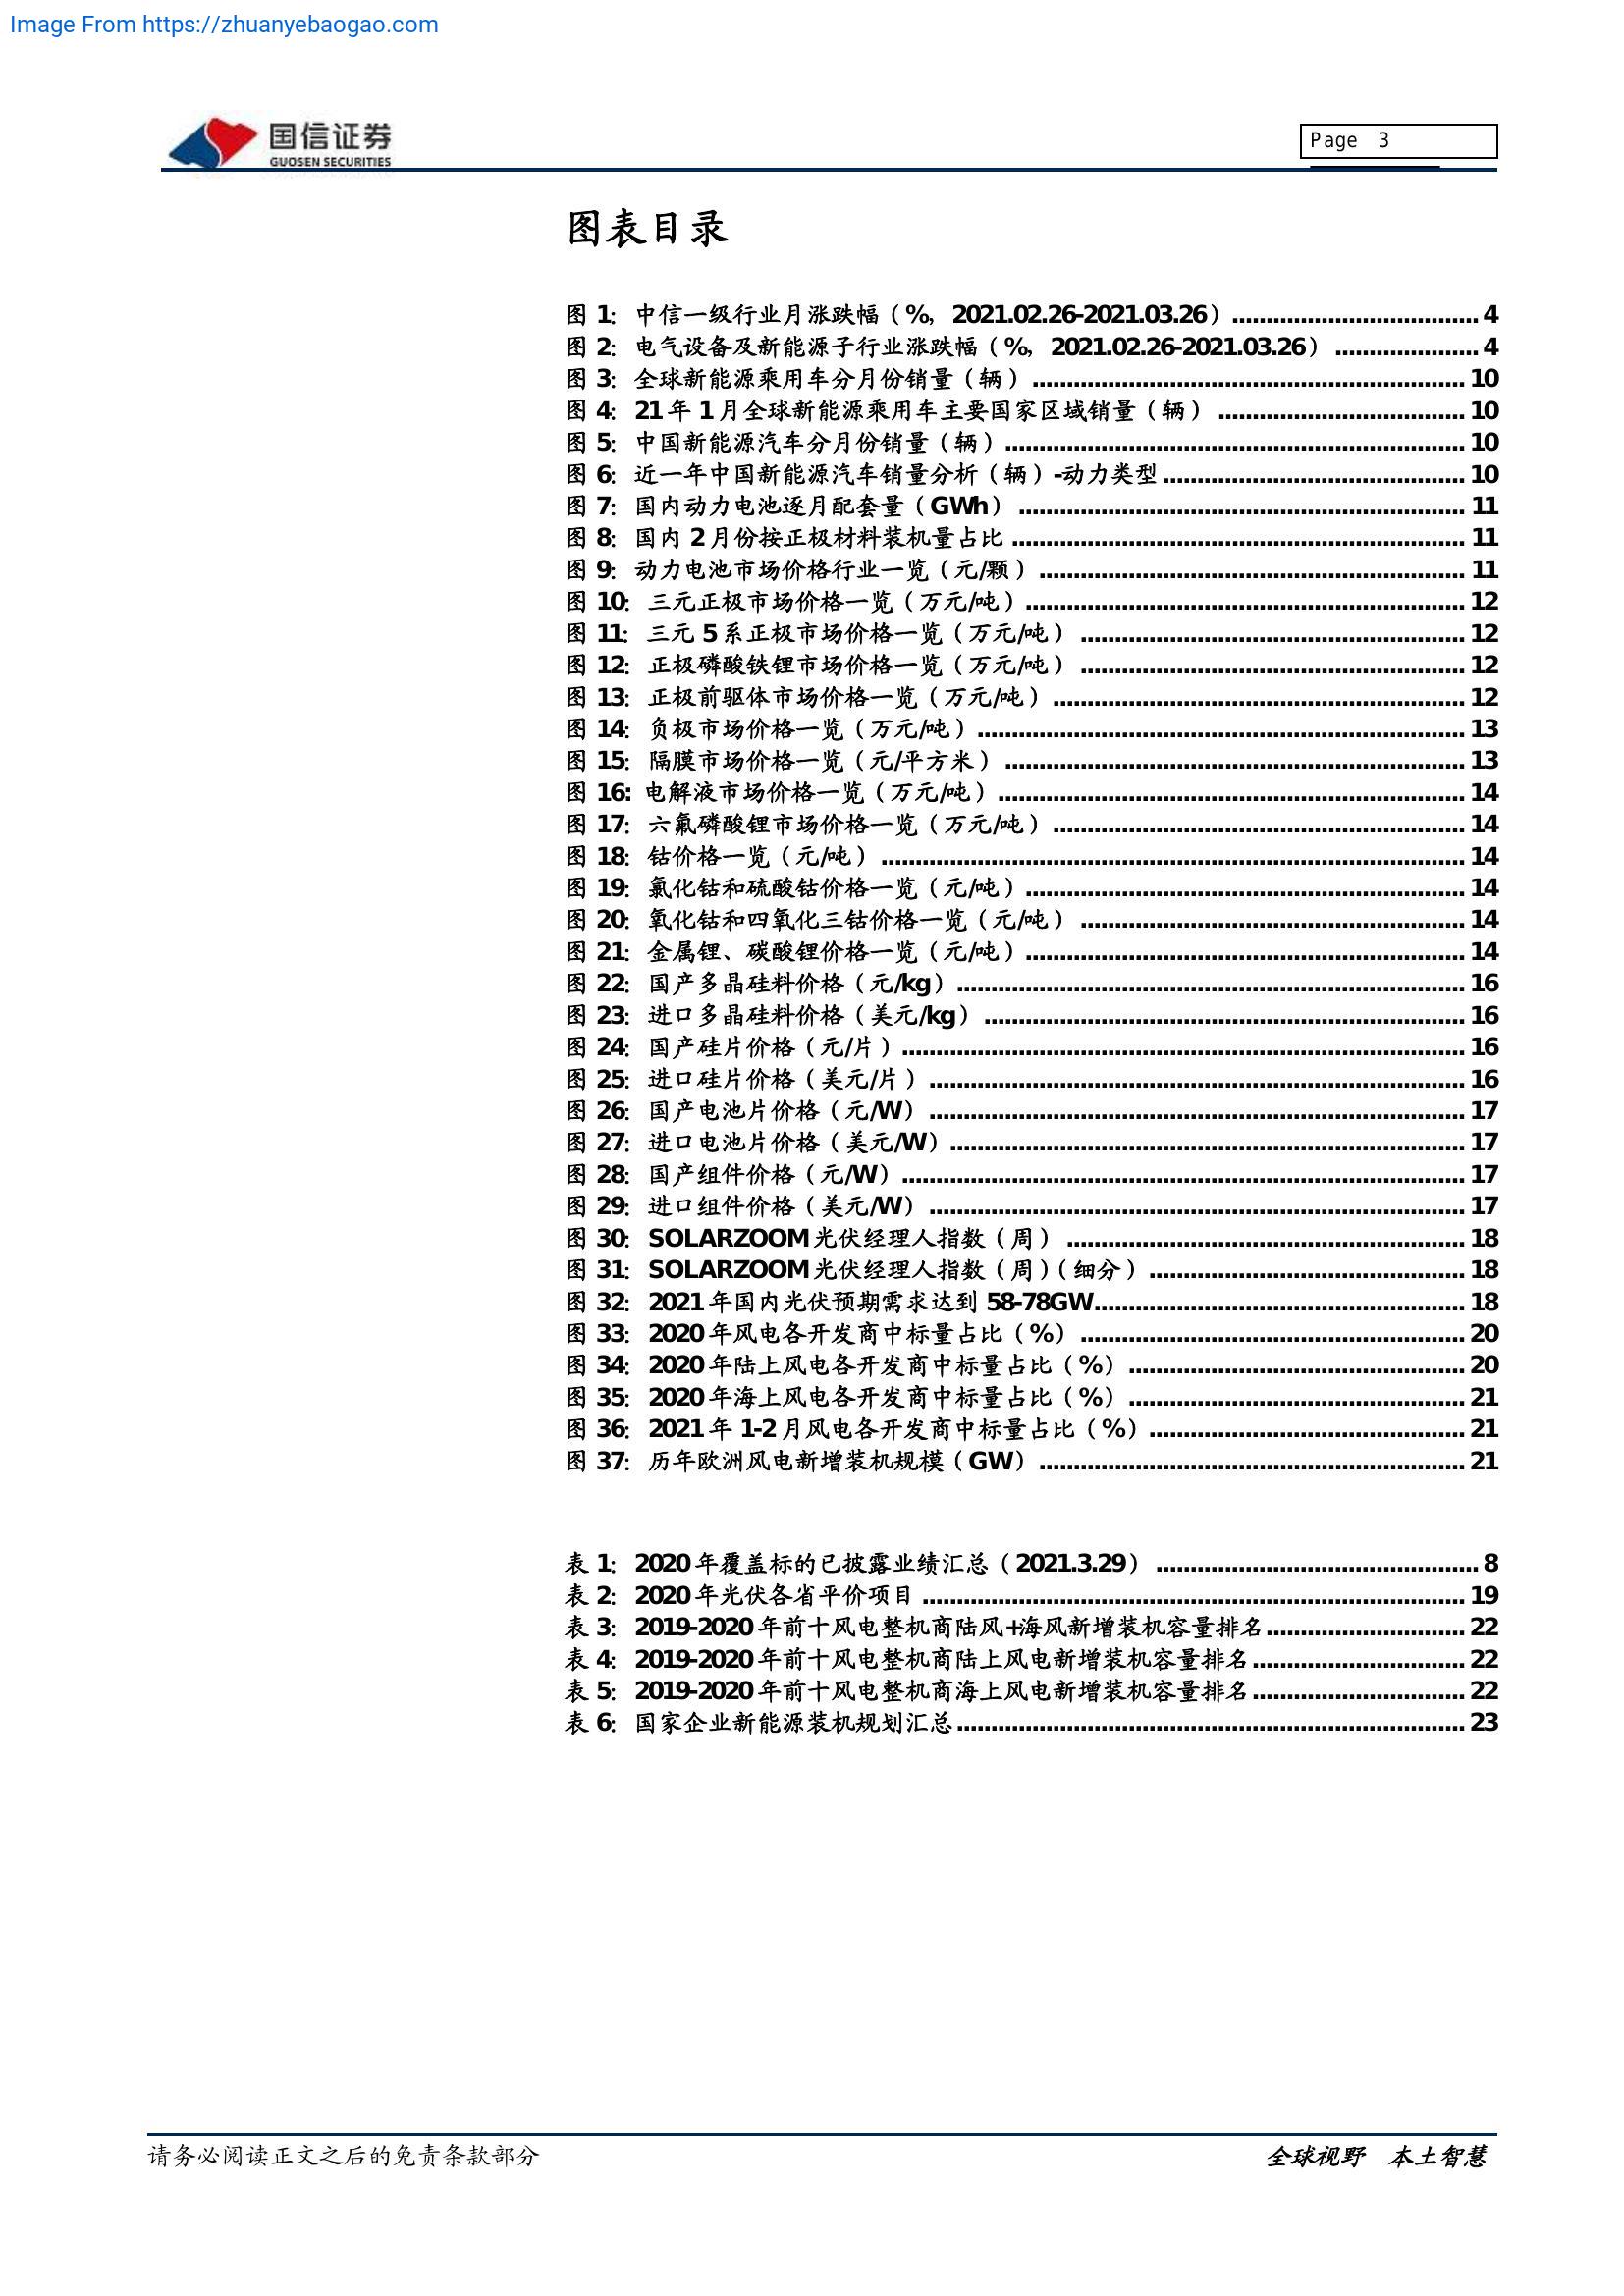 Image From https://zhuanyebaogao.com
国信证券
GUOSEN SECURITIES
Page 3
图表目录
图 1: 中信一级行业月涨跌幅（%，2021.02.26-2021.03.26）.................................... 4
图 2: 电气设备及新能源子行业涨跌幅（%，2021.02.26-2021.03.26）..................... 4
图 3: 全球新能源乘用车分月份销量（辆）................................................................ 10
图 4: 21 年 1 月全球新能源乘用车主要国家区域销量（辆）.................................... 10
图 5: 中国新能源汽车分月份销量（辆）.................................................................... 10
图 6: 近一年中国新能源汽车销量分析（辆）-动力类型............................................ 10
图 7: 国内动力电池逐月配套量（GWh）.................................................................. 11
图 8: 国内 2 月份按正极材料装机量占比................................................................... 11
图 9: 动力电池市场价格行业一览（元/颗）............................................................... 11
图 10: 三元正极市场价格一览（万元/吨）................................................................. 12
图 11: 三元 5 系正极市场价格一览（万元/吨）......................................................... 12
图 12: 正极磷酸铁锂市场价格一览（万元/吨）......................................................... 12
图 13: 正极前驱体市场价格一览（万元/吨）............................................................. 12
图 14: 负极市场价格一览（万元/吨）........................................................................ 13
图 15: 隔膜市场价格一览（元/平方米）.................................................................... 13
图 16: 电解液市场价格一览（万元/吨）..................................................................... 14
图 17: 六氟磷酸锂市场价格一览（万元/吨）............................................................. 14
图 18: 钴价格一览（元/吨）...................................................................................... 14
图 19: 氯化钴和硫酸钴价格一览（元/吨）................................................................. 14
图 20: 氧化钴和四氧化三钴价格一览（元/吨）......................................................... 14
图 21: 金属锂、碳酸锂价格一览（元/吨）................................................................. 14
图 22: 国产多晶硅料价格（元/kg）........................................................................... 16
图 23: 进口多晶硅料价格（美元/kg）....................................................................... 16
图 24: 国产硅片价格（元/片）................................................................................... 16
图 25: 进口硅片价格（美元/片）............................................................................... 16
图 26: 国产电池片价格（元/W）............................................................................... 17
图 27: 进口电池片价格（美元/W）............................................................................ 17
图 28: 国产组件价格（元/W）................................................................................... 17
图 29: 进口组件价格（美元/W）............................................................................... 17
图 30: SOLARZOOM 光伏经理人指数（周）........................................................... 18
图 31: SOLARZOOM 光伏经理人指数（周）（细分）............................................... 18
图 32: 2021 年国内光伏预期需求达到 58-78GW...................................................... 18
图 33: 2020 年风电各开发商中标量占比（%）......................................................... 20
图 34: 2020 年陆上风电各开发商中标量占比（%）.................................................. 20
图 35: 2020 年海上风电各开发商中标量占比（%）.................................................. 21
图 36: 2021 年 1-2 月风电各开发商中标量占比（%）............................................... 21
图 37: 历年欧洲风电新增装机规模（GW）............................................................... 21
表 1: 2020 年覆盖标的已披露业绩汇总（2021.3.29）............................................... 8
表 2: 2020 年光伏各省平价项目................................................................................ 19
表 3: 2019-2020 年前十风电整机商陆风+海风新增装机容量排名............................. 22
表 4: 2019-2020 年前十风电整机商陆上风电新增装机容量排名............................... 22
表 5: 2019-2020 年前十风电整机商海上风电新增装机容量排名............................... 22
表 6: 国家企业新能源装机规划汇总........................................................................... 23
请务必阅读正文之后的免责条款部分
全球视野 本土智慧